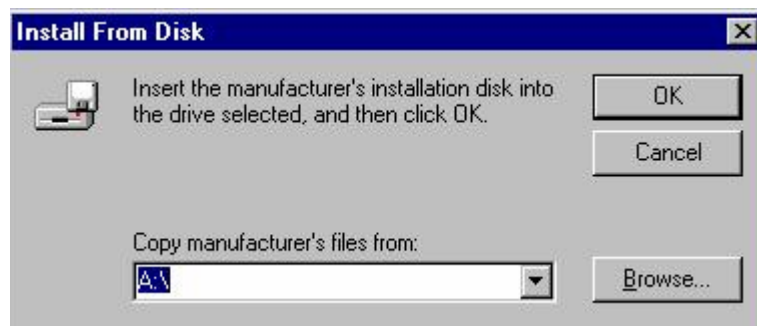 Install From Disk
Insert the manufacturer's installation disk into
the drive selected, and then click OK.
OK
Cancel
Copy manufacturer's files from:
A:\
Browse...